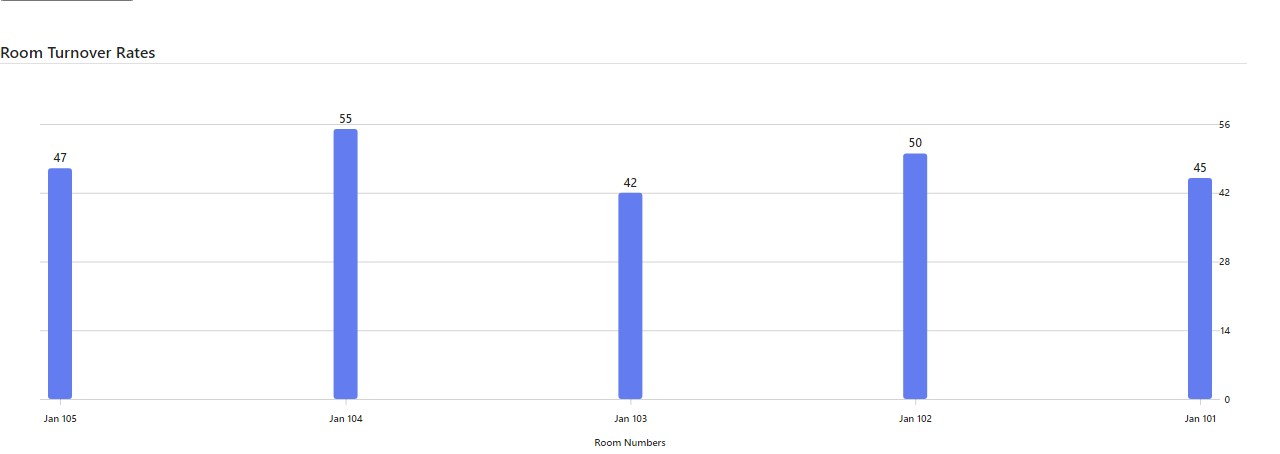 Room Turnover Rates
55
50
47
45
42
56
42
28
14
0
Jan 105
Jan 104
Jan 103
Jan 102
Jan 101
Room Numbers